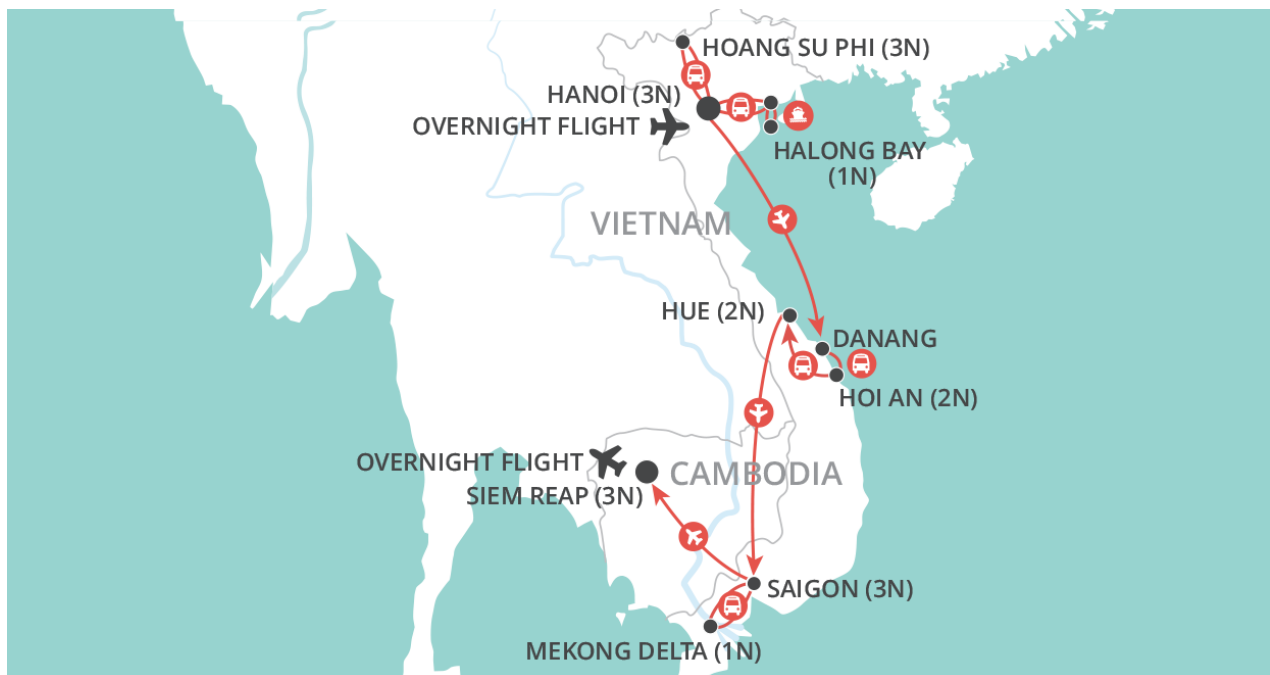 HOANG SU PHI (3N)
HANOI (3N)
OVERNIGHT FLIGHT
HALONG BAY
(1N)
VIETNAM
HUE (2N)
DANANG
HOI AN (2N)
OVERNIGHT FLIGHT
CAMBODIA
SIEM REAP (3N)
SAIGON (3N)
MEKONG DELTA (1N)